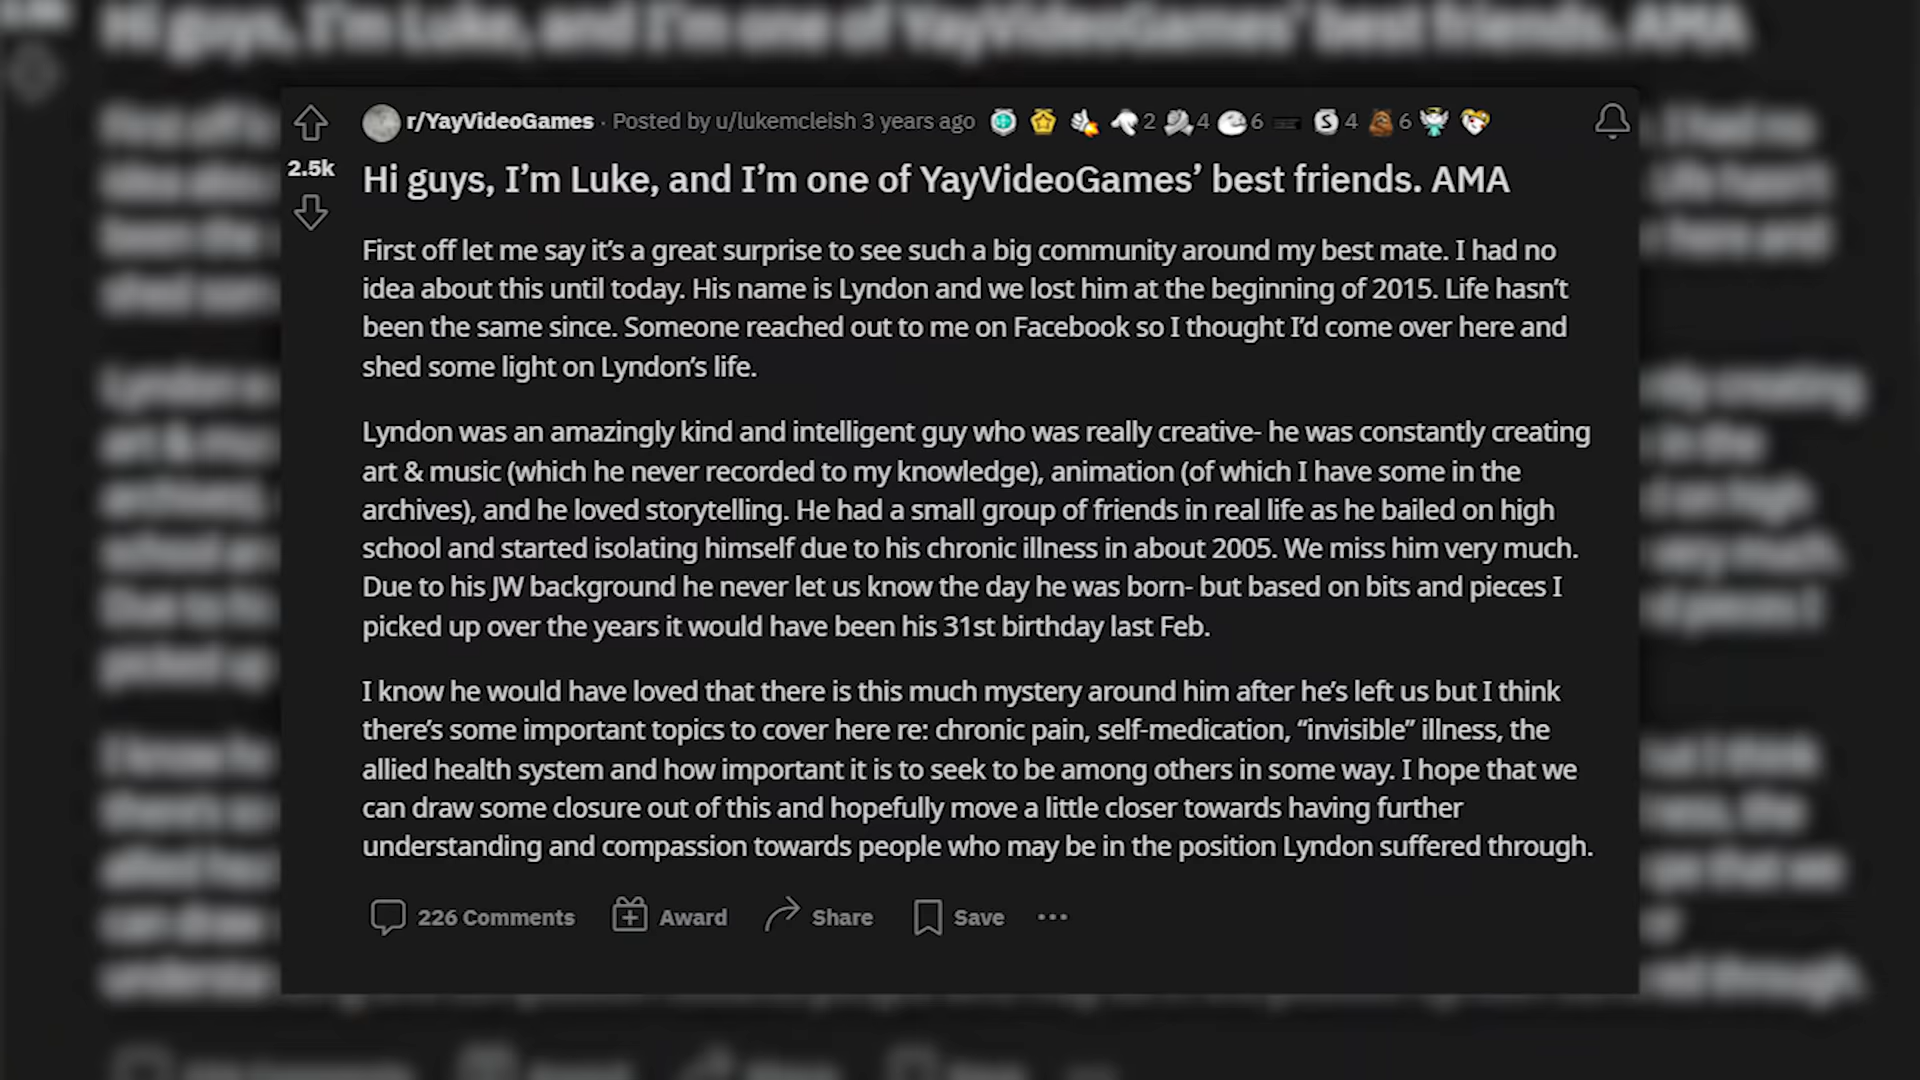 Hi guys, I'm Luke, and I'm one of YayVideoGames' best friends. AMA
r/YayVideoGames · Posted by u/lukemcleish 3 years ago 2 4 6 4 6
2.5k
Hi guys, I’m Luke, and I’m one of YayVideoGames’ best friends. AMA
First off let me say it’s a great surprise to see such a big community around my best mate. I had no
idea about this until today. His name is Lyndon and we lost him at the beginning of 2015. Life hasn’t
been the same since. Someone reached out to me on Facebook so I thought I’d come over here and
shed some light on Lyndon’s life.
Lyndon was an amazingly kind and intelligent guy who was really creative- he was constantly creating
art & music (which he never recorded to my knowledge), animation (of which I have some in the
archives), and he loved storytelling. He had a small group of friends in real life as he bailed on high
school and started isolating himself due to his chronic illness in about 2005. We miss him very much.
Due to his JW background he never let us know the day he was born- but based on bits and pieces I
picked up over the years it would have been his 31st birthday last Feb.
I know he would have loved that there is this much mystery around him after he’s left us but I think
there’s some important topics to cover here re: chronic pain, self-medication, “invisible” illness, the
allied health system and how important it is to seek to be among others in some way. I hope that we
can draw some closure out of this and hopefully move a little closer towards having further
understanding and compassion towards people who may be in the position Lyndon suffered through.
226 Comments Award Share Save ...